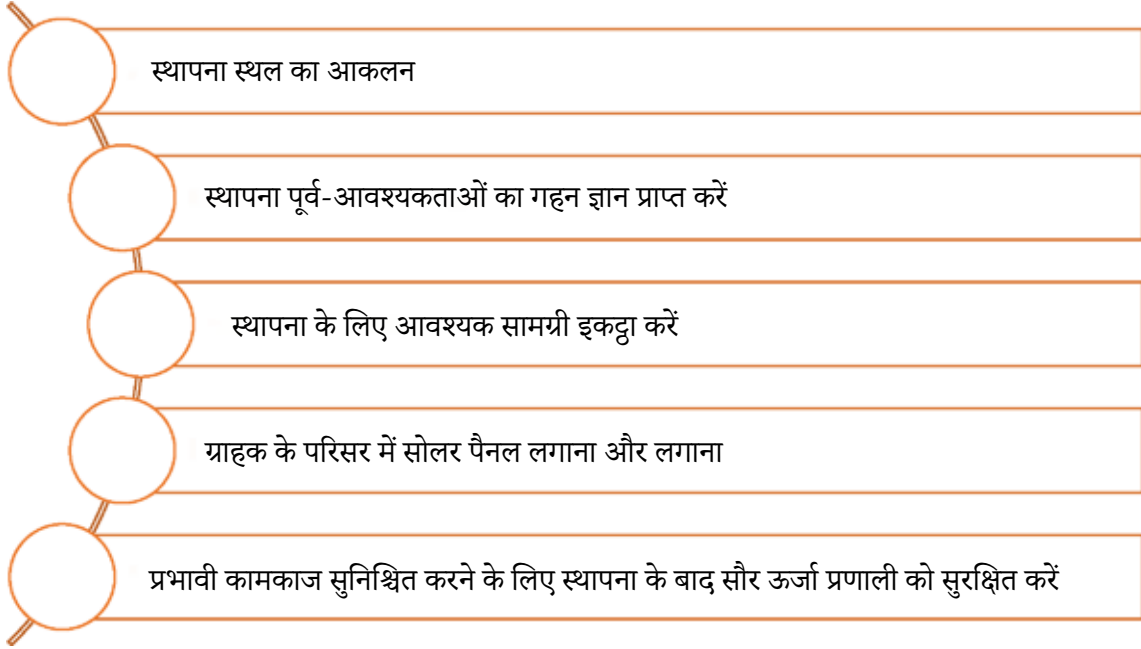 स्थापना स्थल का आकलन
स्थापना पूर्व-आवश्यकताओं का गहन ज्ञान प्राप्त करें
स्थापना के लिए आवश्यक सामग्री इकट्ठा करें
ग्राहक के परिसर में सोलर पैनल लगाना और लगाना
प्रभावी कामकाज सुनिश्चित करने के लिए स्थापना के बाद सौर ऊर्जा प्रणाली को सुरक्षित करें